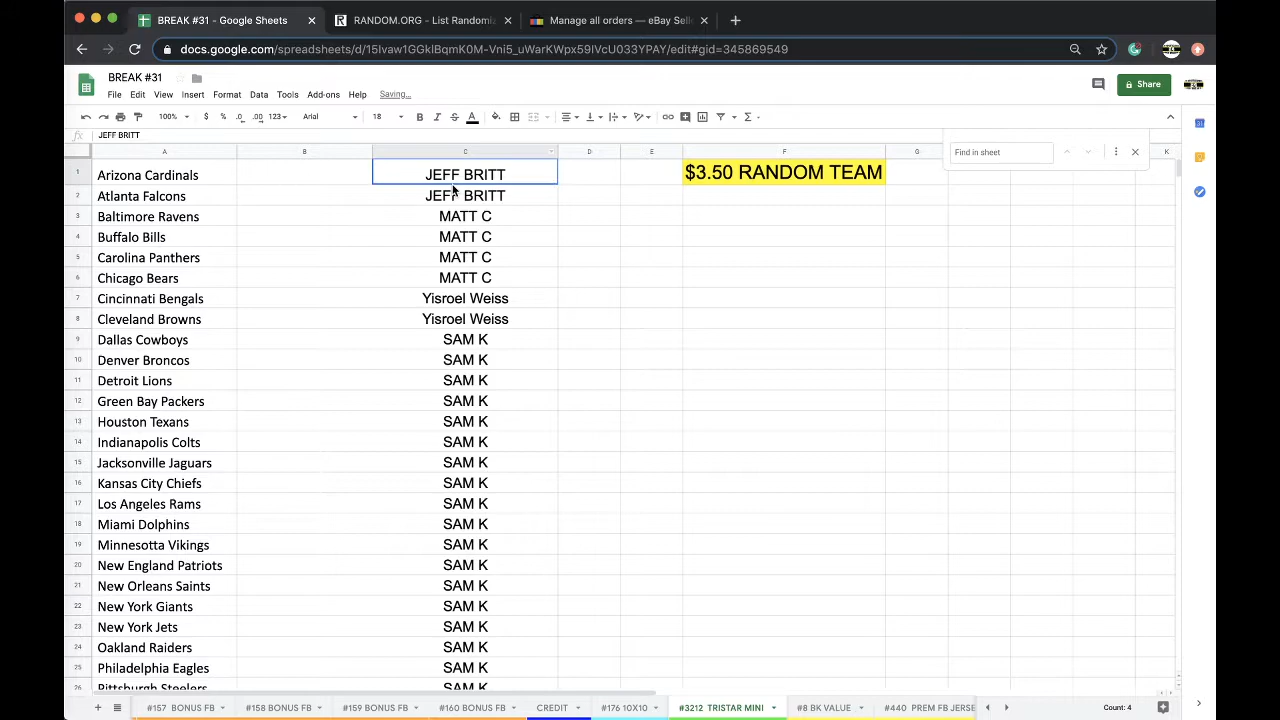 BREAK #31 - Google Sheets
RANDOM.ORG - List Randomi
Manage all orders — eBay Sell
docs.google.com/spreadsheets/d/15Ivaw1GGklBqmK0M-Vni5_uWarKWpx59IVcU033YPAY/edit#gid=345869549
BREAK #31
File Edit View Insert Format Data Tools Add-ons Help Saving...
Share
100% $ % .0 .00 123 Arial 18 B I S A
fx JEFF BRITT
Find in sheet
A B C D E F G H I J K
1 Arizona Cardinals JEFF BRITT $3.50 RANDOM TEAM
2 Atlanta Falcons JEFF BRITT
3 Baltimore Ravens MATT C
4 Buffalo Bills MATT C
5 Carolina Panthers MATT C
6 Chicago Bears MATT C
7 Cincinnati Bengals Yisroel Weiss
8 Cleveland Browns Yisroel Weiss
9 Dallas Cowboys SAM K
10 Denver Broncos SAM K
11 Detroit Lions SAM K
12 Green Bay Packers SAM K
13 Houston Texans SAM K
14 Indianapolis Colts SAM K
15 Jacksonville Jaguars SAM K
16 Kansas City Chiefs SAM K
17 Los Angeles Rams SAM K
18 Miami Dolphins SAM K
19 Minnesotta Vikings SAM K
20 New England Patriots SAM K
21 New Orleans Saints SAM K
22 New York Giants SAM K
23 New York Jets SAM K
24 Oakland Raiders SAM K
25 Philadelphia Eagles SAM K
26 Pittsburgh Steelers SAM K
#157 BONUS FB #158 BONUS FB #159 BONUS FB #160 BONUS FB CREDIT #176 10X10 #3212 TRISTAR MINI #8 BK VALUE #440 PREM FB JERSE
Count: 4